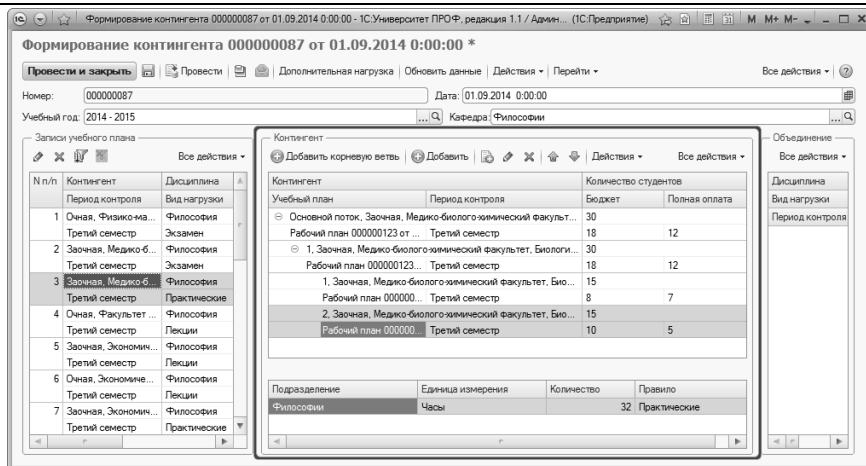 Формирование контингента 000000087 от 01.09.2014 0:00:00 - 1С:Университет ПРОФ, редакция 1.1 / Админ... (1С:Предприятие) M M+ M-
Формирование контингента 000000087 от 01.09.2014 0:00:00 *
Провести и закрыть Провести Дополнительная нагрузка Обновить данные Действия Перейти Все действия
Номер: 000000087 Дата: 01.09.2014 0:00:00
Учебный год: 2014 - 2015 ... Кафедра: Философии ...
Записи учебного плана
Все действия
N п/п Контингент Дисциплина
Период контроля Вид нагрузки
1 Очная, Физико-ма... Философия
Третий семестр Экзамен
2 Заочная, Медико-б... Философия
Третий семестр Экзамен
3 Заочная, Медико-б... Философия
Третий семестр Практические
4 Очная, Факультет ... Философия
Третий семестр Лекции
5 Заочная, Экономич... Философия
Третий семестр Лекции
6 Очная, Экономиче... Философия
Третий семестр Лекции
7 Заочная, Экономич... Философия
Третий семестр Практические
Контингент
Добавить корневую ветвь Добавить Действия Все действия
Контингент Количество студентов
Учебный план Период контроля Бюджет Полная оплата
Основной поток, Заочная, Медико-биолого-химический факульт... 30
Рабочий план 000000123 от ... Третий семестр 18 12
1, Заочная, Медико-биолого-химический факультет, Биологи... 30
Рабочий план 000000123... Третий семестр 18 12
1, Заочная, Медико-биолого-химический факультет, Био... 15
Рабочий план 000000... Третий семестр 8 7
2, Заочная, Медико-биолого-химический факультет, Био... 15
Рабочий план 000000... Третий семестр 10 5
Подразделение Единица измерения Количество Правило
Философии Часы 32 Практические
Объединение
Все действия
Дисциплина
Вид нагрузки
Период контроля